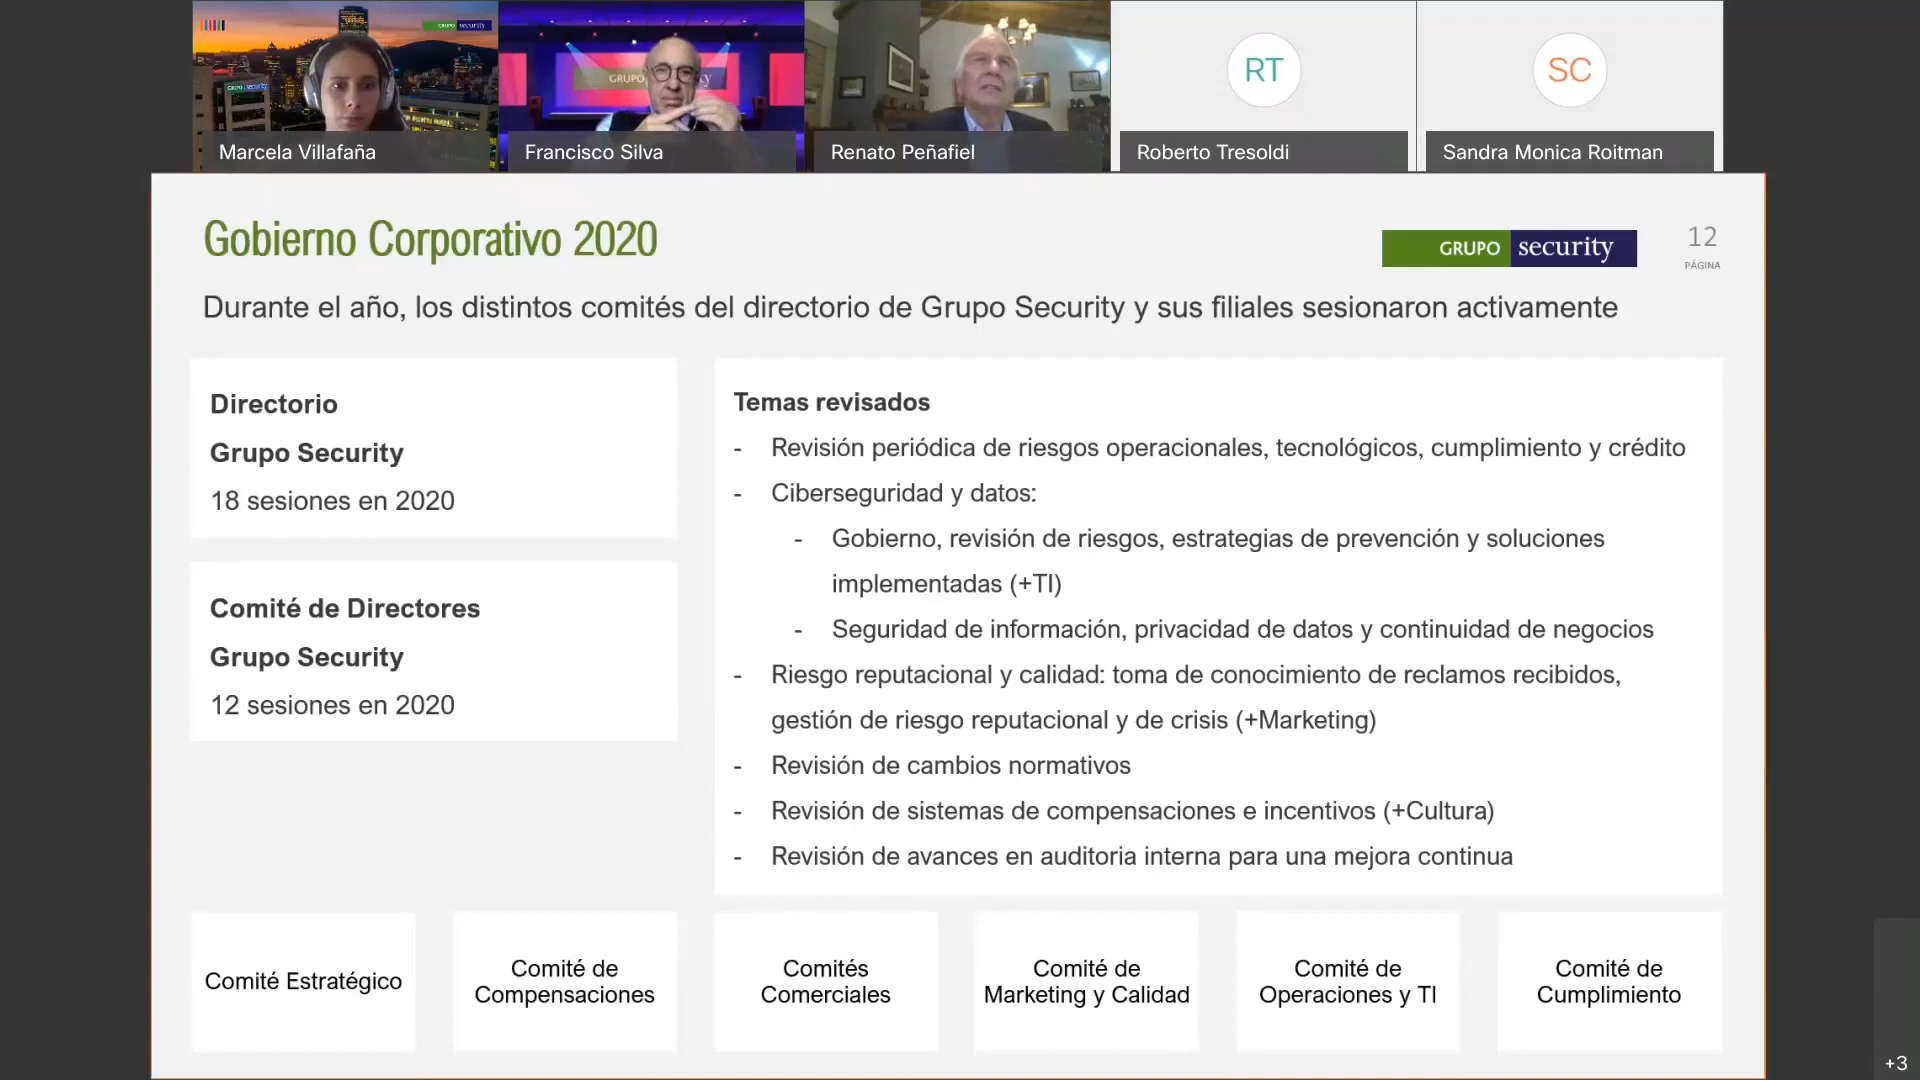 GRUPO security
GRUPO security
GRUPO
Marcela Villafaña
Francisco Silva
Renato Peñafiel
RT
Roberto Tresoldi
SC
Sandra Monica Roitman
Gobierno Corporativo 2020
GRUPO security
12
PÁGINA
Durante el año, los distintos comités del directorio de Grupo Security y sus filiales sesionaron activamente
Directorio
Grupo Security
18 sesiones en 2020
Comité de Directores
Grupo Security
12 sesiones en 2020
Temas revisados
- Revisión periódica de riesgos operacionales, tecnológicos, cumplimiento y crédito
- Ciberseguridad y datos:
- Gobierno, revisión de riesgos, estrategias de prevención y soluciones
implementadas (+TI)
- Seguridad de información, privacidad de datos y continuidad de negocios
- Riesgo reputacional y calidad: toma de conocimiento de reclamos recibidos,
gestión de riesgo reputacional y de crisis (+Marketing)
- Revisión de cambios normativos
- Revisión de sistemas de compensaciones e incentivos (+Cultura)
- Revisión de avances en auditoria interna para una mejora continua
Comité Estratégico
Comité de
Compensaciones
Comités
Comerciales
Comité de
Marketing y Calidad
Comité de
Operaciones y TI
Comité de
Cumplimiento
+3